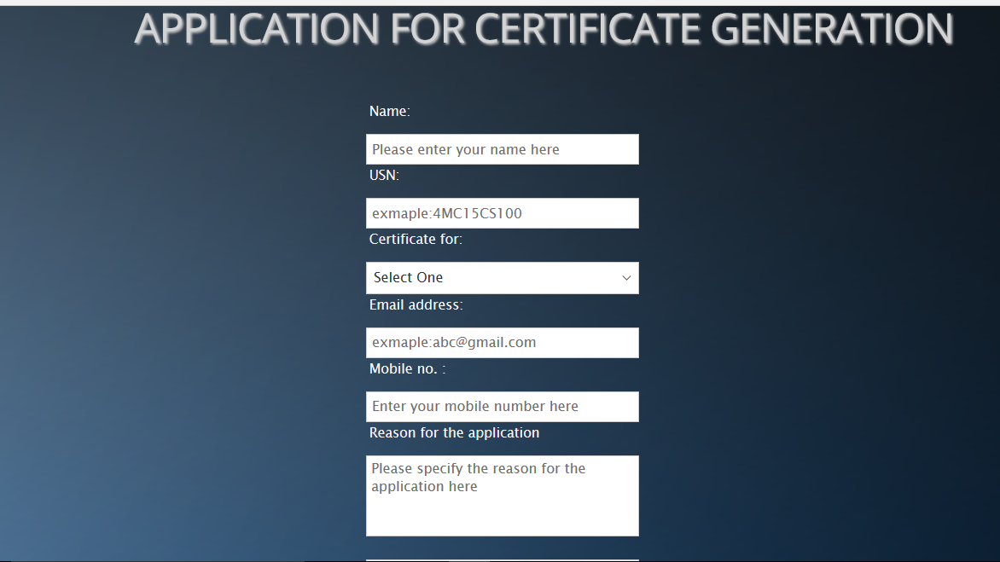 APPLICATION FOR CERTIFICATE GENERATION
Name:
Please enter your name here
USN:
exmaple:4MC15CS100
Certificate for:
Select One
Email address:
exmaple:abc@gmail.com
Mobile no. :
Enter your mobile number here
Reason for the application
Please specify the reason for the
application here